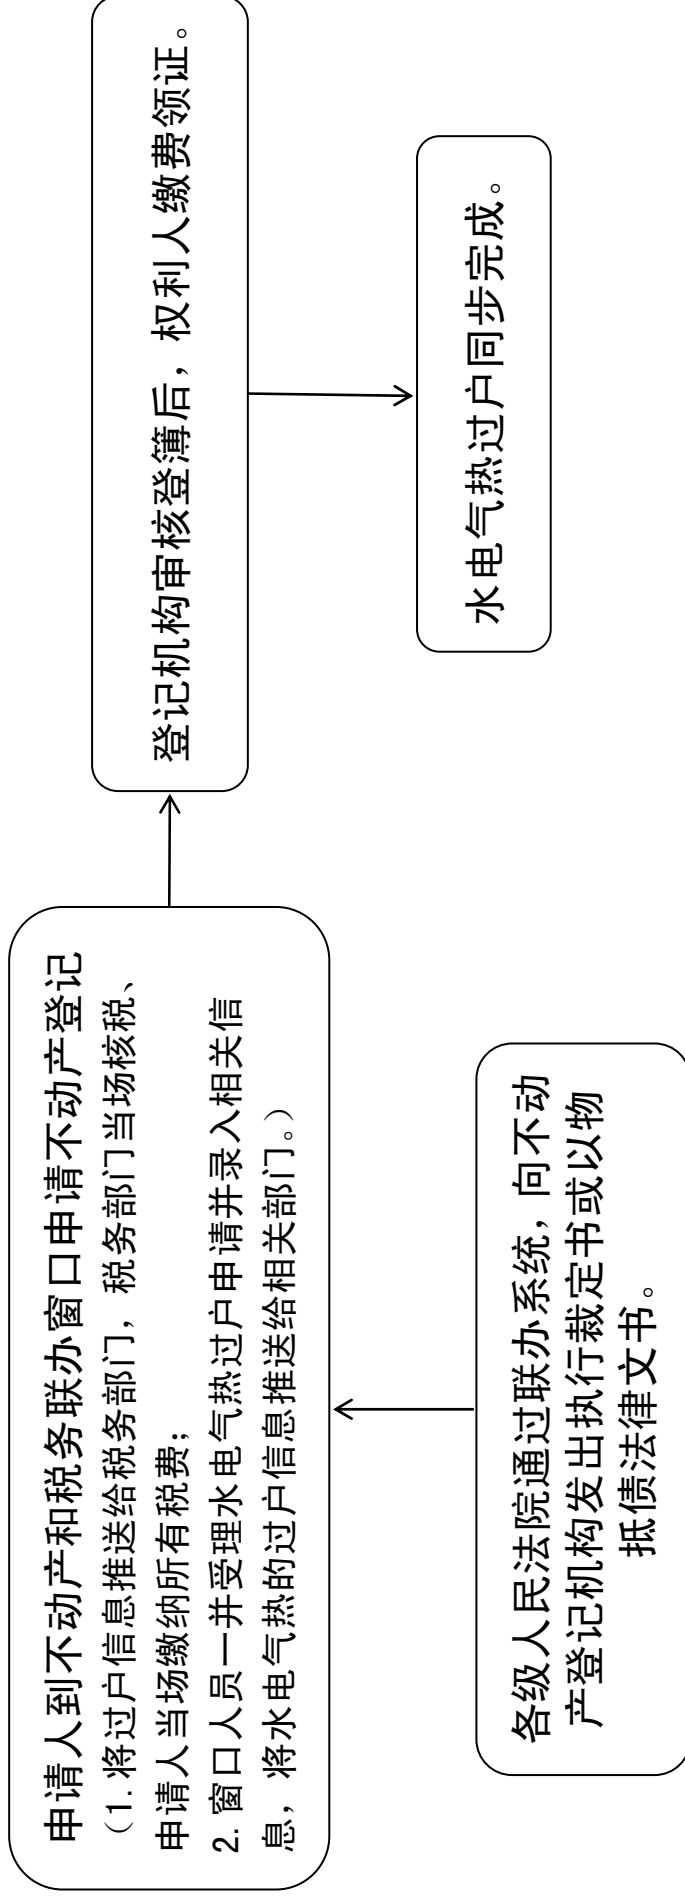 申请人到不动产和税务联办窗口申请不动产登记
（1.将过户信息推送给税务部门，税务部门当场核税、
申请人当场缴纳所有税费；
2.窗口人员一并受理水电气热过户申请并录入相关信
息，将水电气热的过户信息推送给相关部门。）
登记机构审核登簿后，权利人缴费领证。
水电气热过户同步完成。
各级人民法院通过联办系统，向不动
产登记机构发出执行裁定书或以物
抵债法律文书。